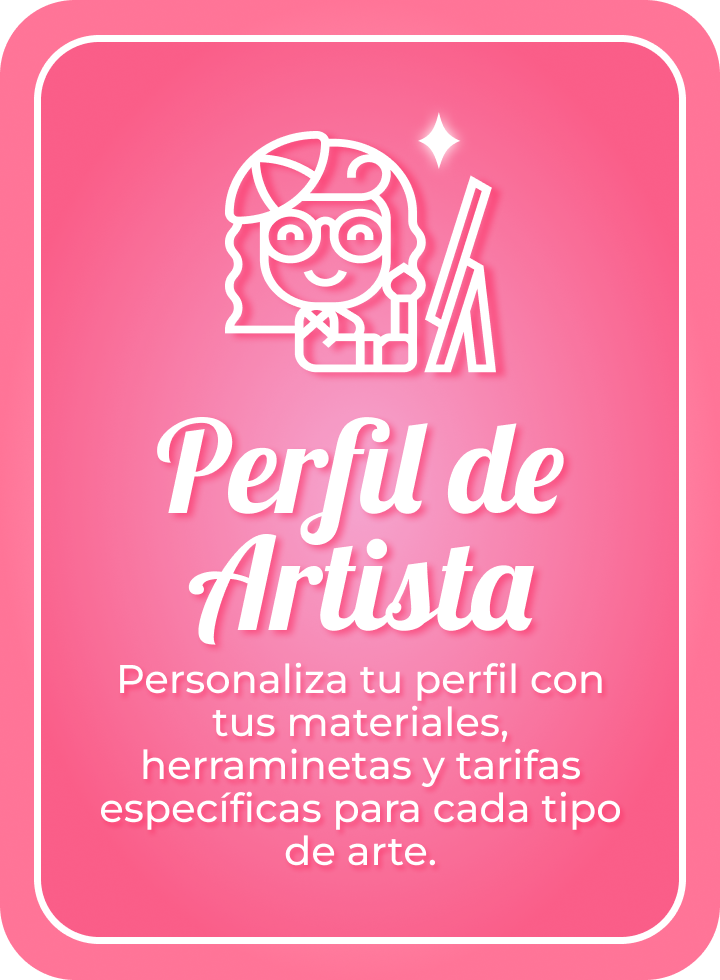 Perfil de
Artista
Personaliza tu perfil con
tus materiales,
herraminetas y tarifas
específicas para cada tipo
de arte.